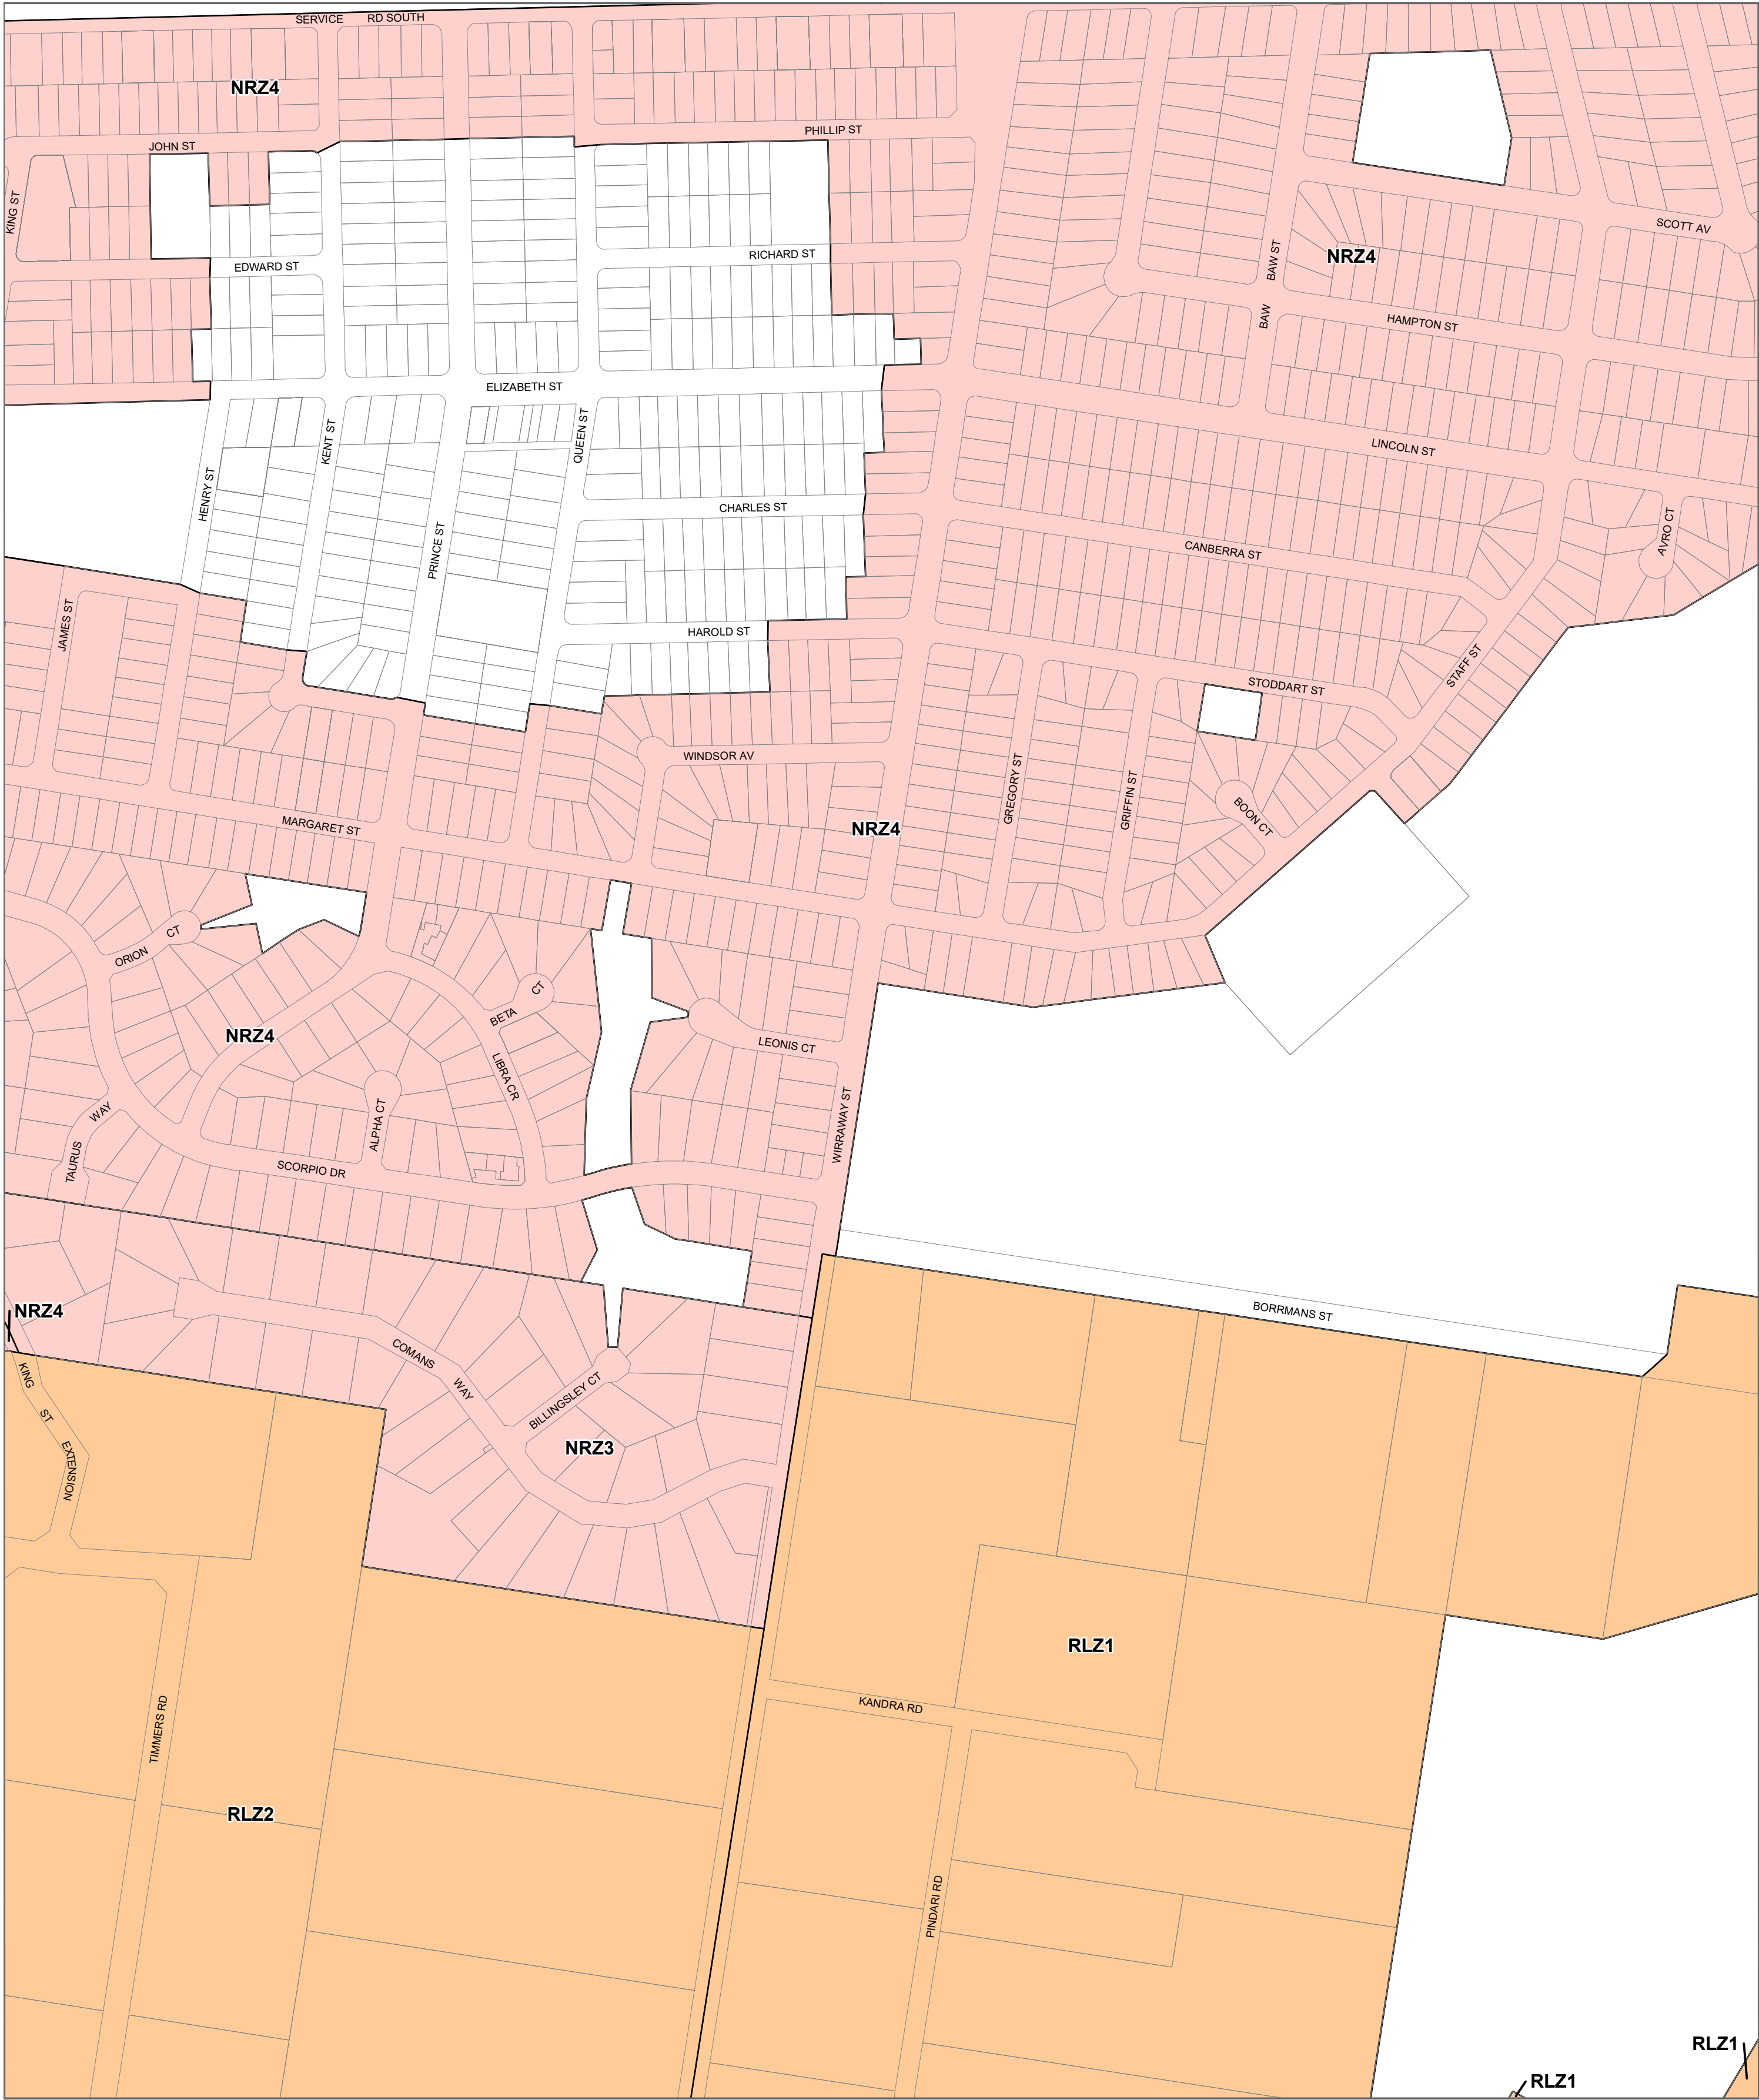 SERVICE RD SOUTH
NRZ4
PHILLIP ST
JOHN ST
KING ST
SCOTT AV
NRZ4
BAW ST
RICHARD ST
EDWARD ST
BAW
HAMPTON ST
ELIZABETH ST
KENT ST
QUEEN ST
LINCOLN ST
HENRY ST
CHARLES ST
AVRO CT
PRINCE ST
CANBERRA ST
JAMES ST
HAROLD ST
STAFF ST
STODDART ST
WINDSOR AV
GREGORY ST
GRIFFIN ST
BOON CT
MARGARET ST
NRZ4
ORION CT
BETA CT
NRZ4
LEONIS CT
LIBRA CR
ALPHA CT
WIRRAWAY ST
TAURUS WAY
SCORPIO DR
NRZ4
BORRMANS ST
COMANS WAY
KING ST EXTENSION
BILLINGSLEY CT
NRZ3
RLZ1
KANDRA RD
TIMMERS RD
RLZ2
PINDARI RD
RLZ1
RLZ1